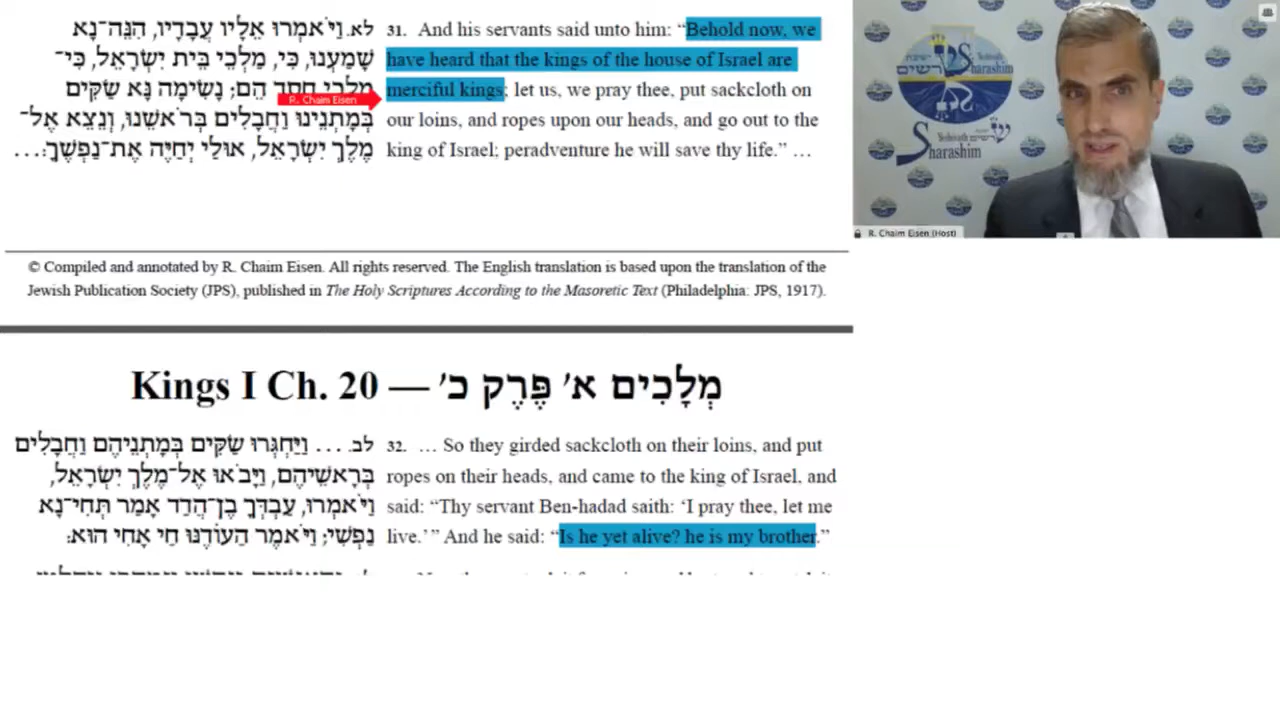 לא. וַיֹּאמְרוּ אֵלָיו עֲבָדָיו, הִנֵּה־נָא
שָׁמַעְנוּ, כִּי, מַלְכֵי בֵּית יִשְׂרָאֵל, כִּי־
הֵם; נָשִׂימָה נָּא שַׂקִּים
בְּמָתְנֵינוּ וַחֲבָלִים בְּרֹאשֵׁנוּ, וְנֵצֵא אֶל־
מֶלֶךְ יִשְׂרָאֵל, אוּלַי יְחַיֶּה אֶת־נַפְשֶׁךָ:...
R. Chaim Eisen
31. And his servants said unto him: “Behold now, we
have heard that the kings of the house of Israel are
merciful kings; let us, we pray thee, put sackcloth on
our loins, and ropes upon our heads, and go out to the
king of Israel; peradventure he will save thy life.” …
© Compiled and annotated by R. Chaim Eisen. All rights reserved. The English translation is based upon the translation of the
Jewish Publication Society (JPS), published in The Holy Scriptures According to the Masoretic Text (Philadelphia: JPS, 1917).
Kings I Ch. 20 — מְלָכִים א׳ פֶּרֶק כ׳
לב. ... וַיַּחְגְּרוּ שַׂקִּים בְּמָתְנֵיהֶם וַחֲבָלִים
בְּרָאשֵׁיהֶם, וַיָּבֹאוּ אֶל־מֶלֶךְ יִשְׂרָאֵל,
וַיֹּאמְרוּ, עַבְדְּךָ בֶן־הֲדַד אָמַר תְּחִי־נָא
נַפְשִׁי; וַיֹּאמֶר הַעוֹדֶנּוּ חַי אָחִי הוּא:
32. … So they girded sackcloth on their loins, and put
ropes on their heads, and came to the king of Israel, and
said: “Thy servant Ben-hadad saith: ‘I pray thee, let me
live.’” And he said: “Is he yet alive? he is my brother.”
ישיבת
שרשים
Yeshivath
Sharashim
R. Chaim Eisen (Host)